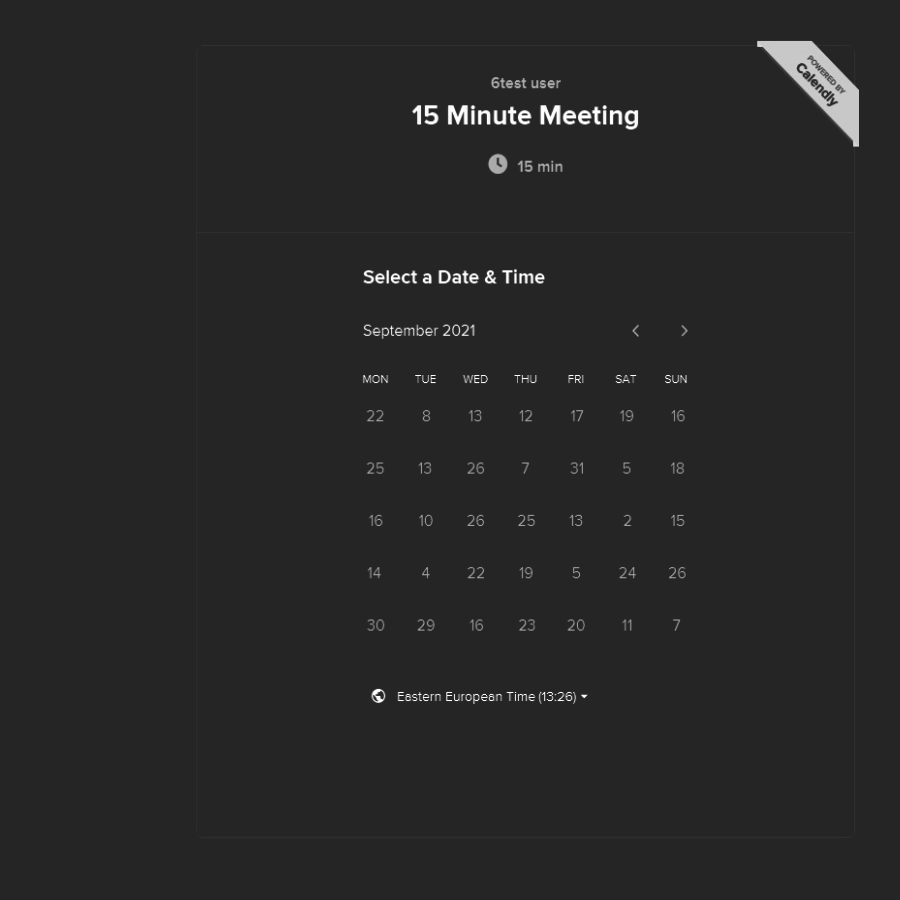 POWERED BY
Calendly
6test user
15 Minute Meeting
15 min
Select a Date & Time
September 2021
MON TUE WED THU FRI SAT SUN
22 8 13 12 17 19 16
25 13 26 7 31 5 18
16 10 26 25 13 2 15
14 4 22 19 5 24 26
30 29 16 23 20 11 7
Eastern European Time (13:26)